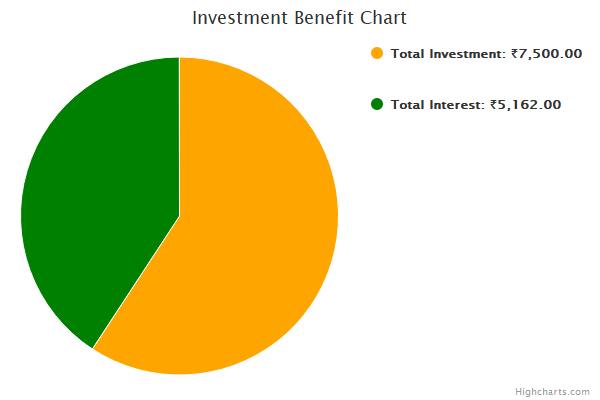 Investment Benefit Chart
Total Investment: ₹7,500.00
Total Interest: ₹5,162.00
Highcharts.com